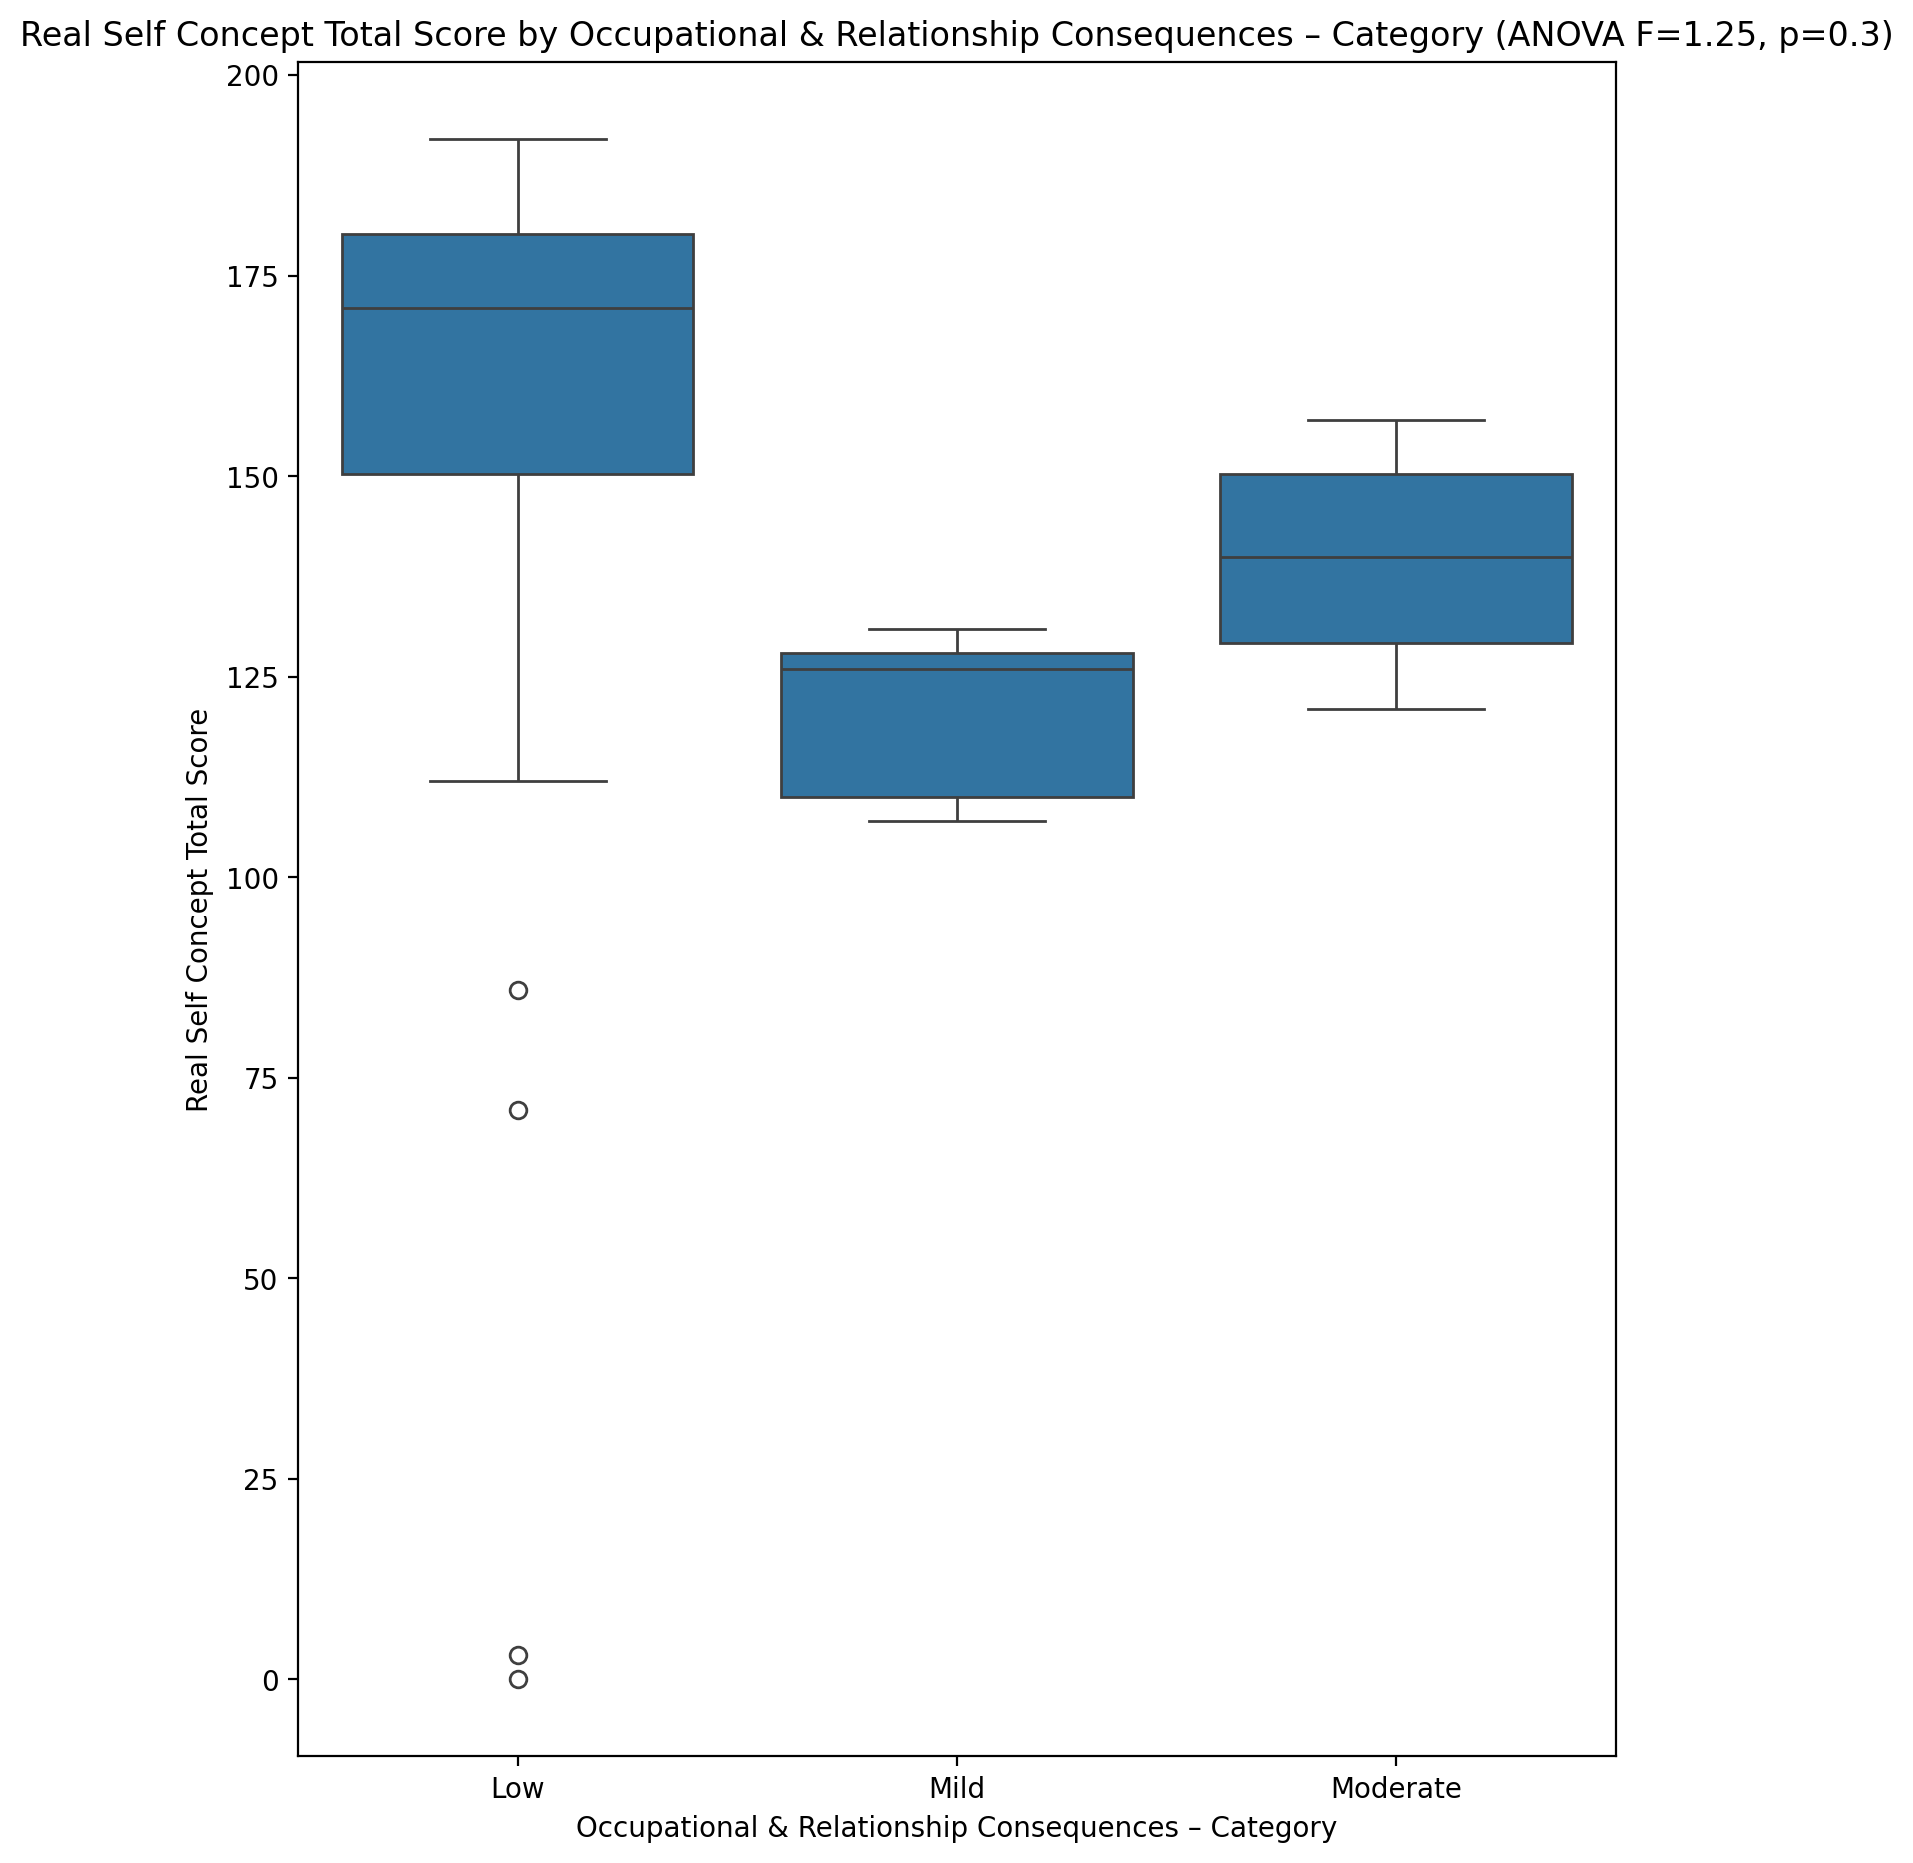 Real Self Concept Total Score by Occupational & Relationship Consequences – Category (ANOVA F=1.25, p=0.3)
200
175
150
125
100
75
50
25
0
Real Self Concept Total Score
Low
Mild
Moderate
Occupational & Relationship Consequences – Category